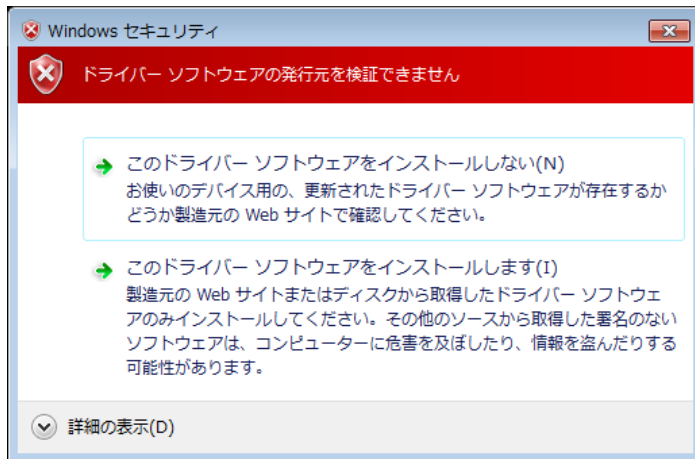 Windows セキュリティ
ドライバー ソフトウェアの発行元を検証できません
このドライバー ソフトウェアをインストールしない(N)
お使いのデバイス用の、更新されたドライバー ソフトウェアが存在するか
どうか製造元の Web サイトで確認してください。
このドライバー ソフトウェアをインストールします(I)
製造元の Web サイトまたはディスクから取得したドライバー ソフトウェ
アのみインストールしてください。その他のソースから取得した署名のない
ソフトウェアは、コンピューターに危害を及ぼしたり、情報を盗んだりする
可能性があります。
詳細の表示(D)